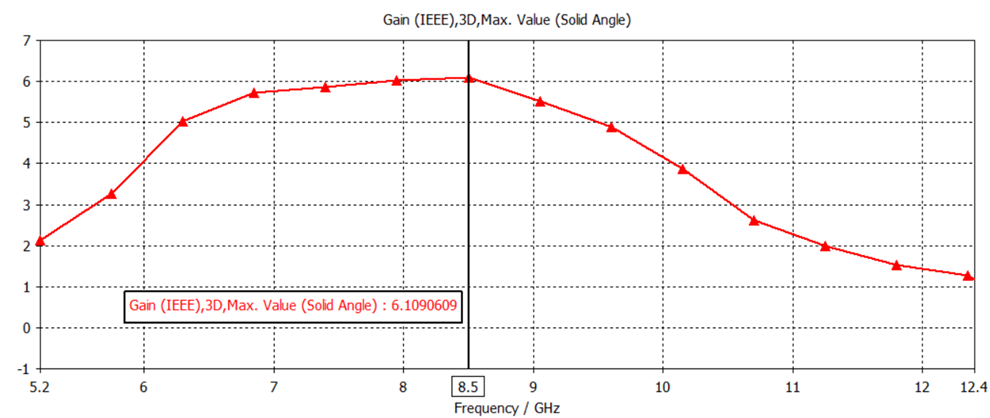 Gain (IEEE),3D,Max. Value (Solid Angle)
7
6
5
4
3
2
1
0
-1
Gain (IEEE),3D,Max. Value (Solid Angle) : 6.1090609
5.2 6 7 8 8.5 9 10 11 12 12.4
Frequency / GHz